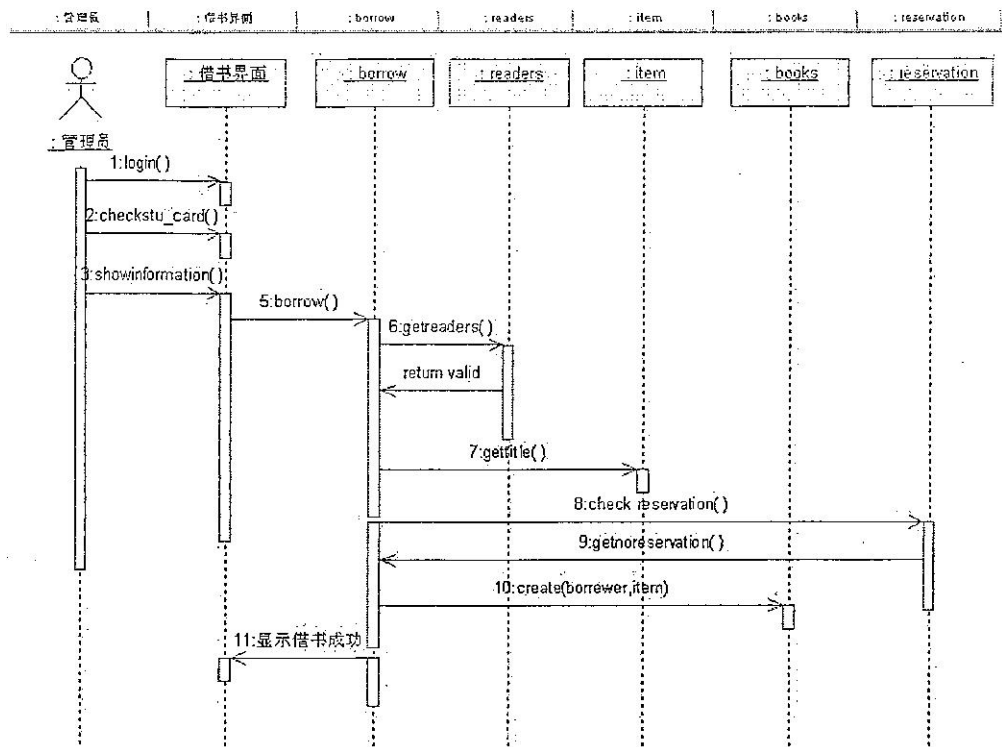 : 管理员
: 借书界面
: borrow
: readers
: item
: books
: reservation
: 借书界面
: borrow
: readers
: item
: books
: reservation
: 管理员
1:login( )
2:checkstu_card()
3:showinformation()
5:borrow( )
6:getreaders()
return valid
7:gettitle( )
8:check reservation( )
9:getnoreservation( )
10:create(borrewer,item)
11:显示借书成功